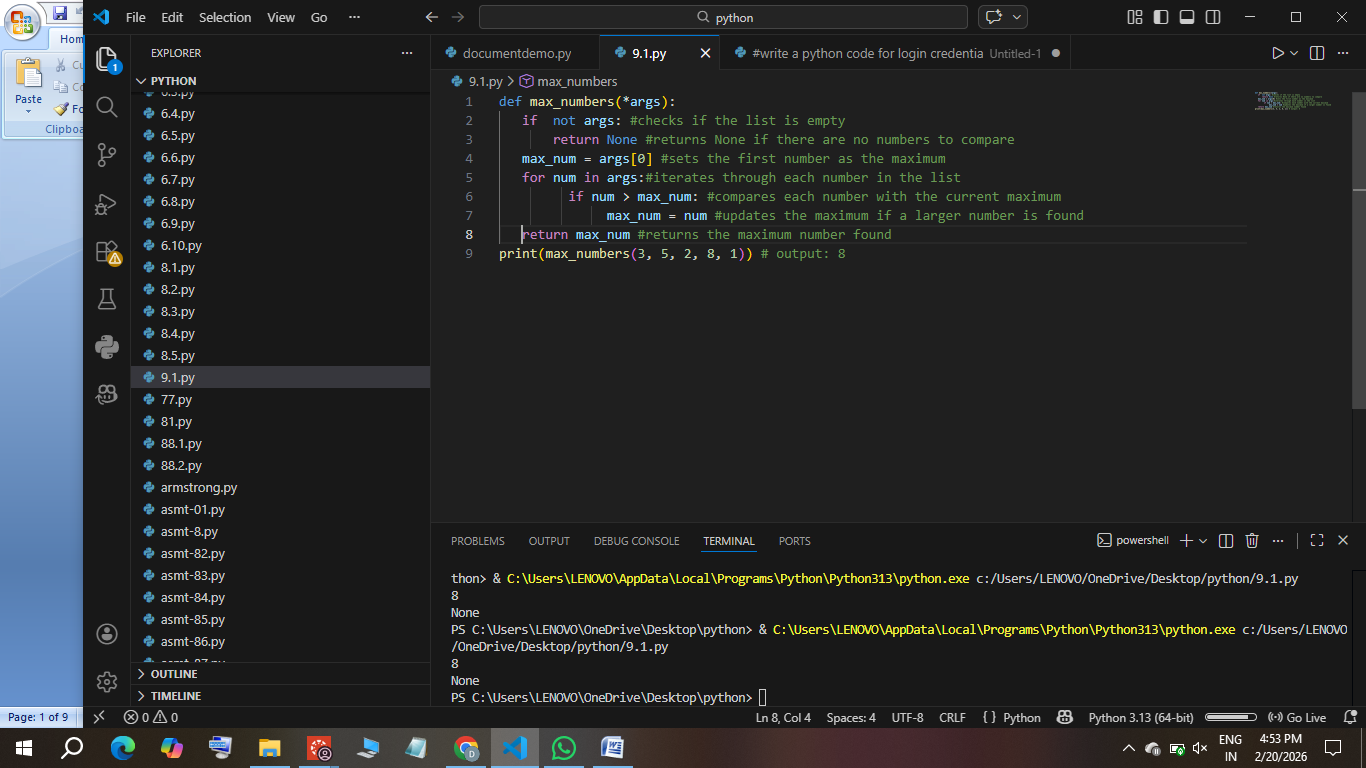 Home
Paste
Clipboa
Page: 1 of 9
File Edit Selection View Go ···
python
EXPLORER
PYTHON
6.3.py
6.4.py
6.5.py
6.6.py
6.7.py
6.8.py
6.9.py
6.10.py
8.1.py
8.2.py
8.3.py
8.4.py
8.5.py
9.1.py
77.py
81.py
88.1.py
88.2.py
armstrong.py
asmt-01.py
asmt-8.py
asmt-82.py
asmt-83.py
asmt-84.py
asmt-85.py
asmt-86.py
asmt-87.py
OUTLINE
TIMELINE
1
documentdemo.py 9.1.py #write a python code for login credentia Untitled-1
9.1.py > max_numbers
1 def max_numbers(*args):
2 if  not args: #checks if the list is empty
3 return None #returns None if there are no numbers to compare
4 max_num = args[0] #sets the first number as the maximum
5 for num in args:#iterates through each number in the list
6 if num > max_num: #compares each number with the current maximum
7 max_num = num #updates the maximum if a larger number is found
8 return max_num #returns the maximum number found
9 print(max_numbers(3, 5, 2, 8, 1)) # output: 8
PROBLEMS OUTPUT DEBUG CONSOLE TERMINAL PORTS powershell
thon> & C:\Users\LENOVO\AppData\Local\Programs\Python\Python313\python.exe c:/Users/LENOVO/OneDrive/Desktop/python/9.1.py
8
None
PS C:\Users\LENOVO\OneDrive\Desktop\python> & C:\Users\LENOVO\AppData\Local\Programs\Python\Python313\python.exe c:/Users/LENOVO
/OneDrive/Desktop/python/9.1.py
8
None
PS C:\Users\LENOVO\OneDrive\Desktop\python>
0 0 Ln 8, Col 4 Spaces: 4 UTF-8 CRLF {} Python Python 3.13 (64-bit) Go Live
ENG
IN
4:53 PM
2/20/2026